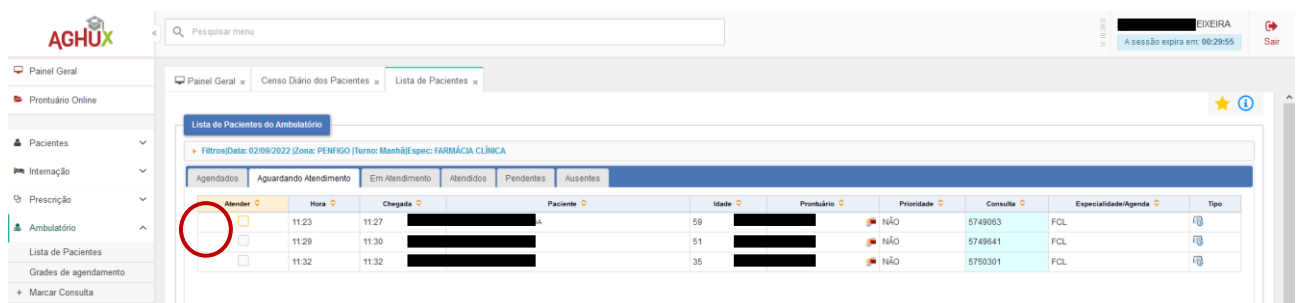 AGHUX
«
Pesquisar menu
EIXEIRA
A sessão expira em: 00:29:55
Sair
Painel Geral
Prontuário Online
Pacientes
Internação
Prescrição
Ambulatório
Lista de Pacientes
Grades de agendamento
+ Marcar Consulta
Painel Geral x Censo Diário dos Pacientes x Lista de Pacientes x
Lista de Pacientes do Ambulatório
Filtros|Data: 02/09/2022 |Zona: PENFIGO |Turno: Manhã|Espec: FARMÁCIA CLÍNICA
Agendados Aguardando Atendimento Em Atendimento Atendidos Pendentes Ausentes
Atender Hora Chegada Paciente Idade Prontuário Prioridade Consulta Especialidade/Agenda Tipo
11:23 11:27 59 NÃO 5749063 FCL
11:29 11:30 51 NÃO 5749641 FCL
11:32 11:32 35 NÃO 5750301 FCL